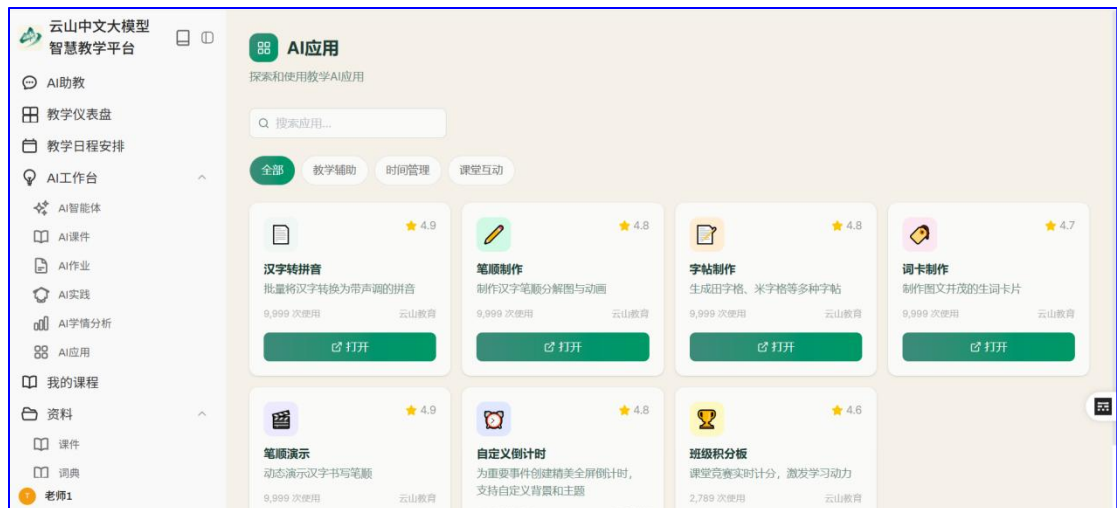 云山中文大模型
智慧教学平台
AI助教
教学仪表盘
教学日程安排
AI工作台
AI智能体
AI课件
AI作业
AI实践
AI学情分析
AI应用
我的课程
资料
课件
词典
老师1
AI应用
探索和使用教学AI应用
搜索应用...
全部 教学辅助 时间管理 课堂互动
4.9
汉字转拼音
批量将汉字转换为带声调的拼音
9,999 次使用 云山教育
打开
4.8
笔顺制作
制作汉字笔顺分解图与动画
9,999 次使用 云山教育
打开
4.8
字帖制作
生成田字格、米字格等多种字帖
9,999 次使用 云山教育
打开
4.7
词卡制作
制作图文并茂的生词卡片
9,999 次使用 云山教育
打开
4.9
笔顺演示
动态演示汉字书写笔顺
9,999 次使用 云山教育
4.8
自定义倒计时
为重要事件创建精美全屏倒计时，
支持自定义背景和主题
4.6
班级积分板
课堂竞赛实时计分，激发学习动力
2,789 次使用 云山教育